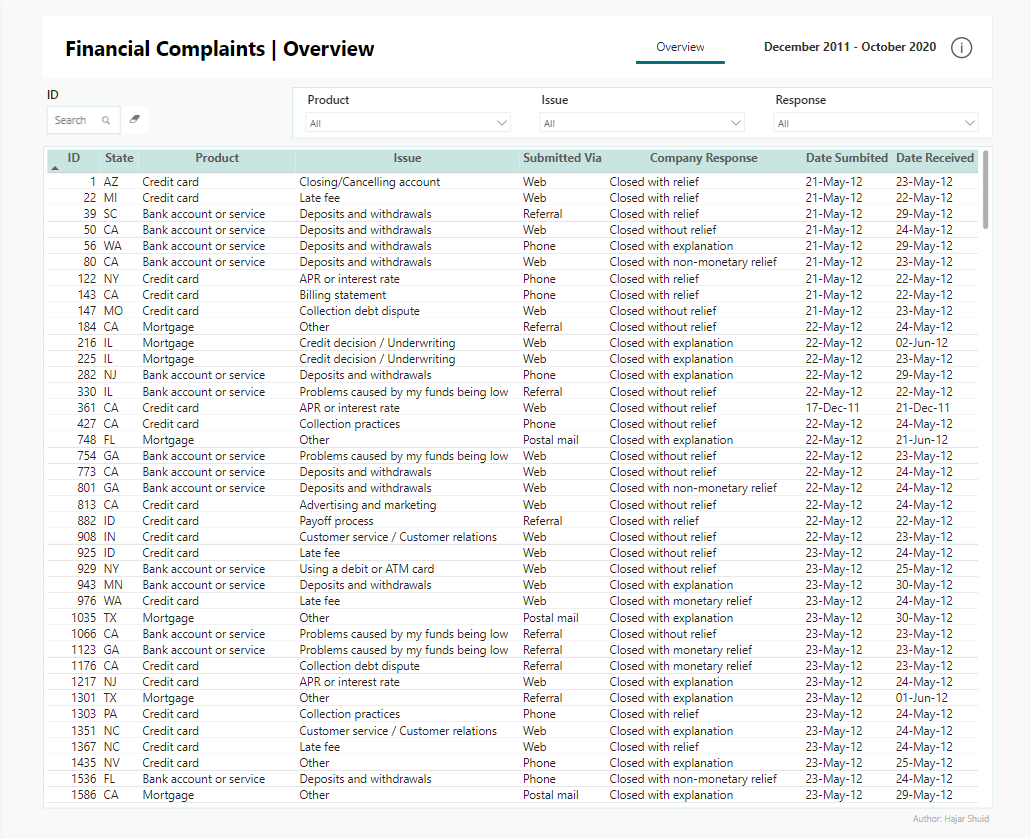 Financial Complaints | Overview
Overview
December 2011 - October 2020
ID
Search
Product
Issue
Response
All
All
All
ID State Product Issue Submitted Via Company Response Date Sumbited Date Received
1 AZ Credit card Closing/Cancelling account Web Closed with relief 21-May-12 23-May-12
22 MI Credit card Late fee Web Closed with relief 21-May-12 22-May-12
39 SC Bank account or service Deposits and withdrawals Referral Closed with relief 21-May-12 29-May-12
50 CA Bank account or service Deposits and withdrawals Web Closed without relief 21-May-12 24-May-12
56 WA Bank account or service Deposits and withdrawals Phone Closed with explanation 21-May-12 29-May-12
80 CA Bank account or service Deposits and withdrawals Web Closed with non-monetary relief 21-May-12 23-May-12
122 NY Credit card APR or interest rate Phone Closed with relief 21-May-12 22-May-12
143 CA Credit card Billing statement Phone Closed with relief 21-May-12 22-May-12
147 MO Credit card Collection debt dispute Web Closed without relief 21-May-12 23-May-12
184 CA Mortgage Other Referral Closed without relief 22-May-12 24-May-12
216 IL Mortgage Credit decision / Underwriting Web Closed with explanation 22-May-12 02-Jun-12
225 IL Mortgage Credit decision / Underwriting Web Closed with explanation 22-May-12 23-May-12
282 NJ Bank account or service Deposits and withdrawals Phone Closed with explanation 22-May-12 29-May-12
330 IL Bank account or service Problems caused by my funds being low Referral Closed without relief 22-May-12 22-May-12
361 CA Credit card APR or interest rate Web Closed without relief 17-Dec-11 21-Dec-11
427 CA Credit card Collection practices Phone Closed without relief 22-May-12 24-May-12
748 FL Mortgage Other Postal mail Closed with explanation 22-May-12 21-Jun-12
754 GA Bank account or service Problems caused by my funds being low Web Closed without relief 22-May-12 23-May-12
773 CA Bank account or service Deposits and withdrawals Web Closed without relief 22-May-12 24-May-12
801 GA Bank account or service Deposits and withdrawals Web Closed with non-monetary relief 22-May-12 24-May-12
813 CA Credit card Advertising and marketing Web Closed without relief 22-May-12 24-May-12
882 ID Credit card Payoff process Referral Closed with relief 22-May-12 22-May-12
908 IN Credit card Customer service / Customer relations Web Closed without relief 22-May-12 23-May-12
925 ID Credit card Late fee Web Closed without relief 23-May-12 24-May-12
929 NY Bank account or service Using a debit or ATM card Web Closed without relief 23-May-12 25-May-12
943 MN Bank account or service Deposits and withdrawals Web Closed with explanation 23-May-12 30-May-12
976 WA Credit card Late fee Web Closed with monetary relief 23-May-12 24-May-12
1035 TX Mortgage Other Postal mail Closed with explanation 23-May-12 30-May-12
1066 CA Bank account or service Problems caused by my funds being low Referral Closed without relief 23-May-12 23-May-12
1123 GA Bank account or service Problems caused by my funds being low Referral Closed with monetary relief 23-May-12 23-May-12
1176 CA Credit card Collection debt dispute Referral Closed with monetary relief 23-May-12 23-May-12
1217 NJ Credit card APR or interest rate Web Closed with explanation 23-May-12 24-May-12
1301 TX Mortgage Other Referral Closed with explanation 23-May-12 01-Jun-12
1303 PA Credit card Collection practices Phone Closed with relief 23-May-12 24-May-12
1351 NC Credit card Customer service / Customer relations Web Closed with explanation 23-May-12 24-May-12
1367 NC Credit card Late fee Web Closed with relief 23-May-12 24-May-12
1435 NV Credit card Other Phone Closed with explanation 23-May-12 25-May-12
1536 FL Bank account or service Deposits and withdrawals Phone Closed with non-monetary relief 23-May-12 24-May-12
1586 CA Mortgage Other Postal mail Closed with explanation 23-May-12 29-May-12
Author: Hajar Shuid